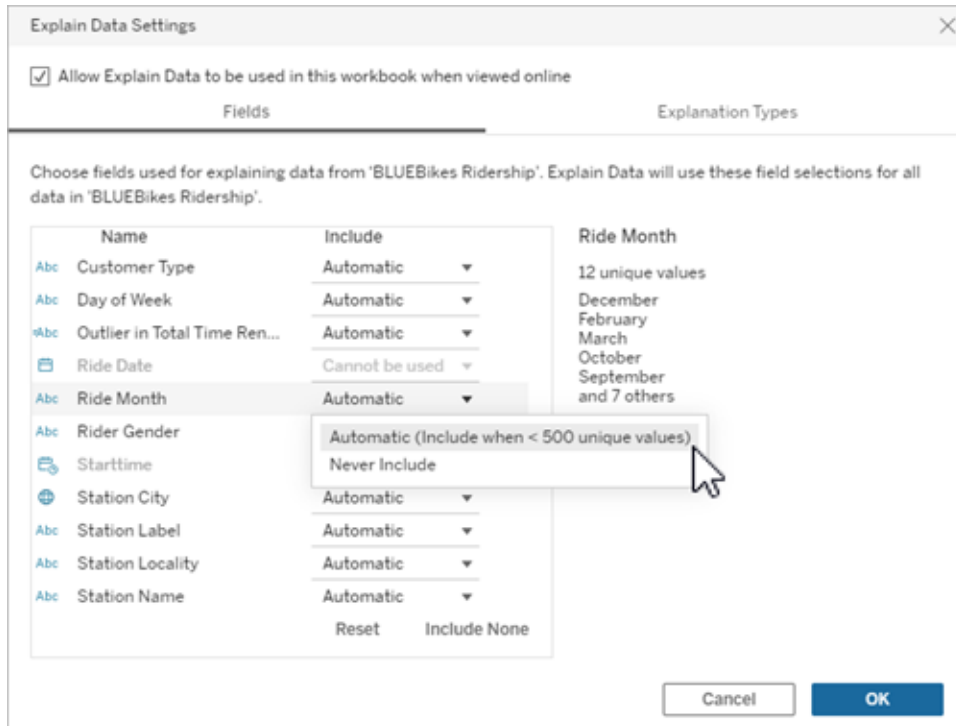 Explain Data Settings
Allow Explain Data to be used in this workbook when viewed online
Fields Explanation Types
Choose fields used for explaining data from 'BLUEBikes Ridership'. Explain Data will use these field selections for all
data in 'BLUEBikes Ridership'.
Name Include
Abc Customer Type Automatic
Abc Day of Week Automatic
=Abc Outlier in Total Time Ren... Automatic
Ride Date Cannot be used
Abc Ride Month Automatic
Abc Rider Gender
Starttime
Automatic (Include when < 500 unique values)
Never Include
Station City Automatic
Abc Station Label Automatic
Abc Station Locality Automatic
Abc Station Name Automatic
Reset Include None
Ride Month
12 unique values
December
February
March
October
September
and 7 others
Cancel OK